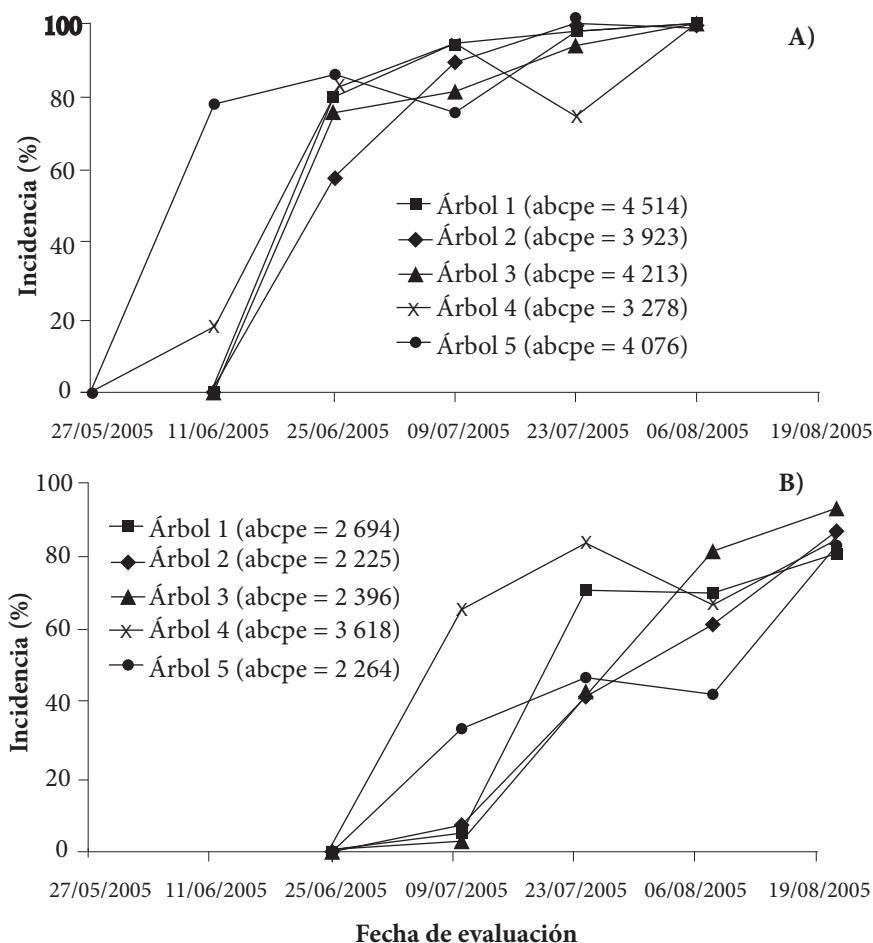 A)
100
80
60
40
20
0
Incidencia (%)
Árbol 1 (abcpe = 4 514)
Árbol 2 (abcpe = 3 923)
Árbol 3 (abcpe = 4 213)
Árbol 4 (abcpe = 3 278)
Árbol 5 (abcpe = 4 076)
27/05/2005 11/06/2005 25/06/2005 09/07/2005 23/07/2005 06/08/2005 19/08/2005
B)
100
80
60
40
20
0
Incidencia (%)
Árbol 1 (abcpe = 2 694)
Árbol 2 (abcpe = 2 225)
Árbol 3 (abcpe = 2 396)
Árbol 4 (abcpe = 3 618)
Árbol 5 (abcpe = 2 264)
27/05/2005 11/06/2005 25/06/2005 09/07/2005 23/07/2005 06/08/2005 19/08/2005
Fecha de evaluación